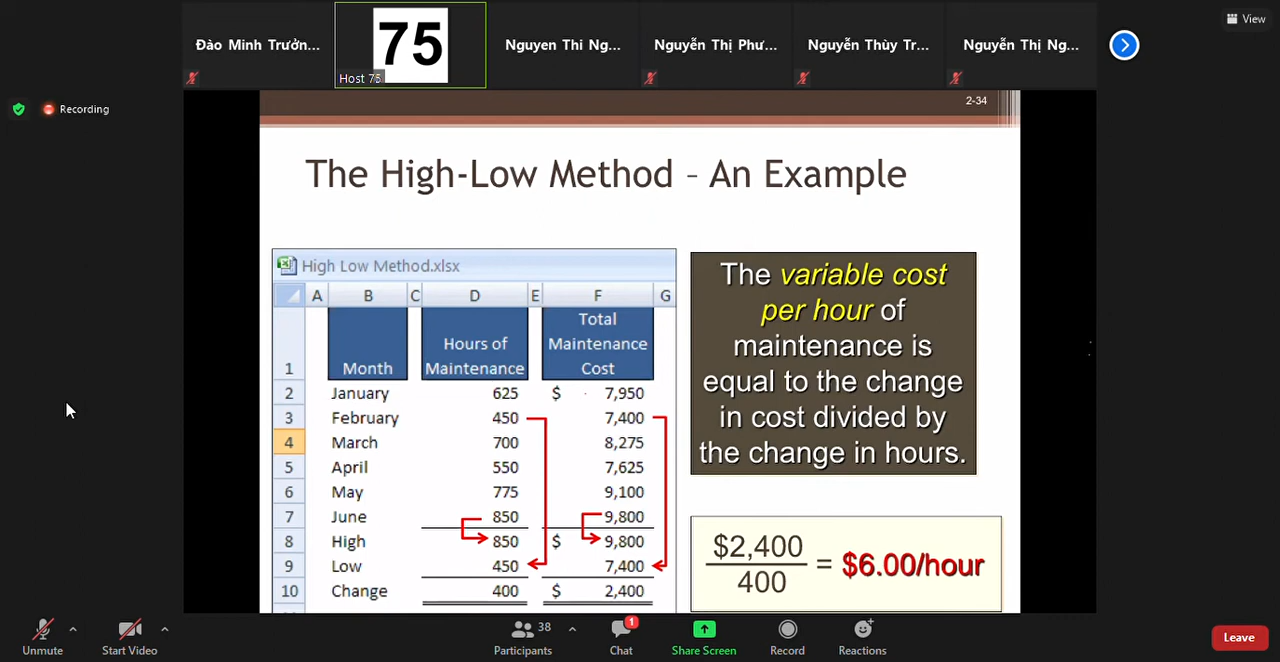 View
Đào Minh Trưởn...
75
Host 75
Nguyen Thi Ng...
Nguyễn Thị Phư...
Nguyễn Thùy Tr...
Nguyễn Thị Ng...
Recording
2-34
The High-Low Method – An Example
High Low Method.xlsx
A B C D E F G
1 Month Hours of Maintenance Total Maintenance Cost
2 January 625 $ 7,950
3 February 450 7,400
4 March 700 8,275
5 April 550 7,625
6 May 775 9,100
7 June 850 9,800
8 High 850 $ 9,800
9 Low 450 7,400
10 Change 400 $ 2,400
The variable cost
per hour of
maintenance is
equal to the change
in cost divided by
the change in hours.
$2,400
400
= $6.00/hour
Unmute
Start Video
Participants
38
Chat
1
Share Screen
Record
Reactions
Leave